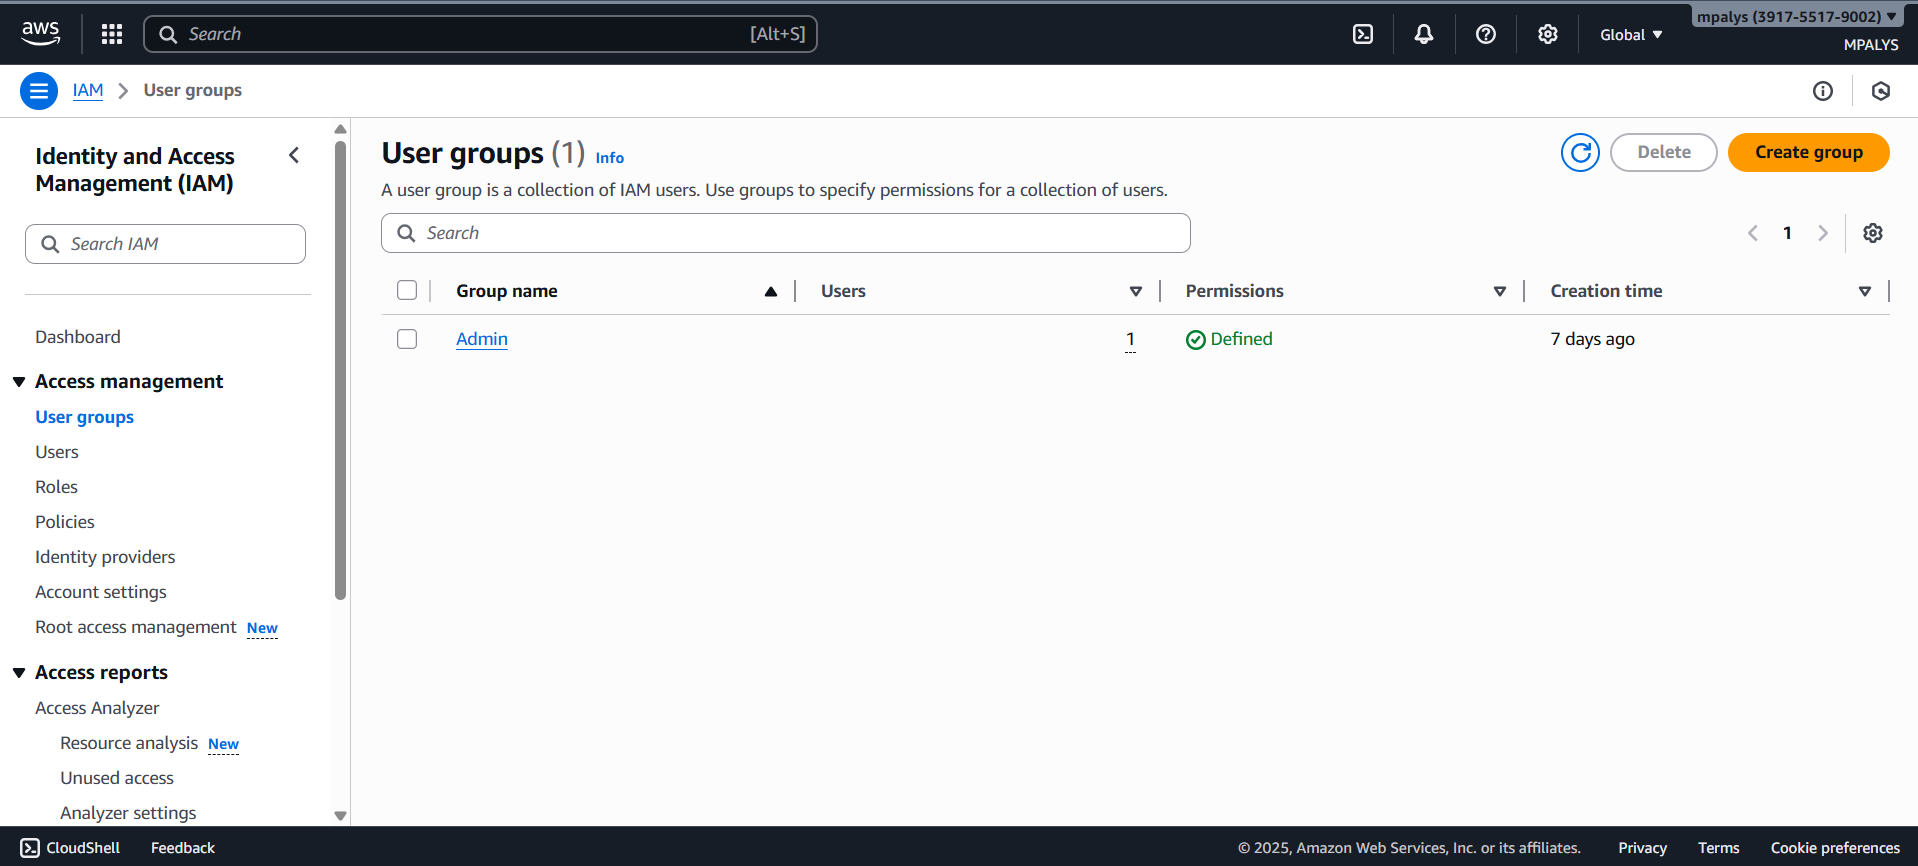 aws
Search [Alt+S]
Global
mpalys (3917-5517-9002)
MPALYS
IAM > User groups
Identity and Access
Management (IAM)
Search IAM
Dashboard
Access management
User groups
Users
Roles
Policies
Identity providers
Account settings
Root access management New
Access reports
Access Analyzer
Resource analysis New
Unused access
Analyzer settings
User groups (1) Info
Delete
Create group
A user group is a collection of IAM users. Use groups to specify permissions for a collection of users.
Search
1
Group name Users Permissions Creation time
Admin 1 Defined 7 days ago
CloudShell Feedback © 2025, Amazon Web Services, Inc. or its affiliates. Privacy Terms Cookie preferences